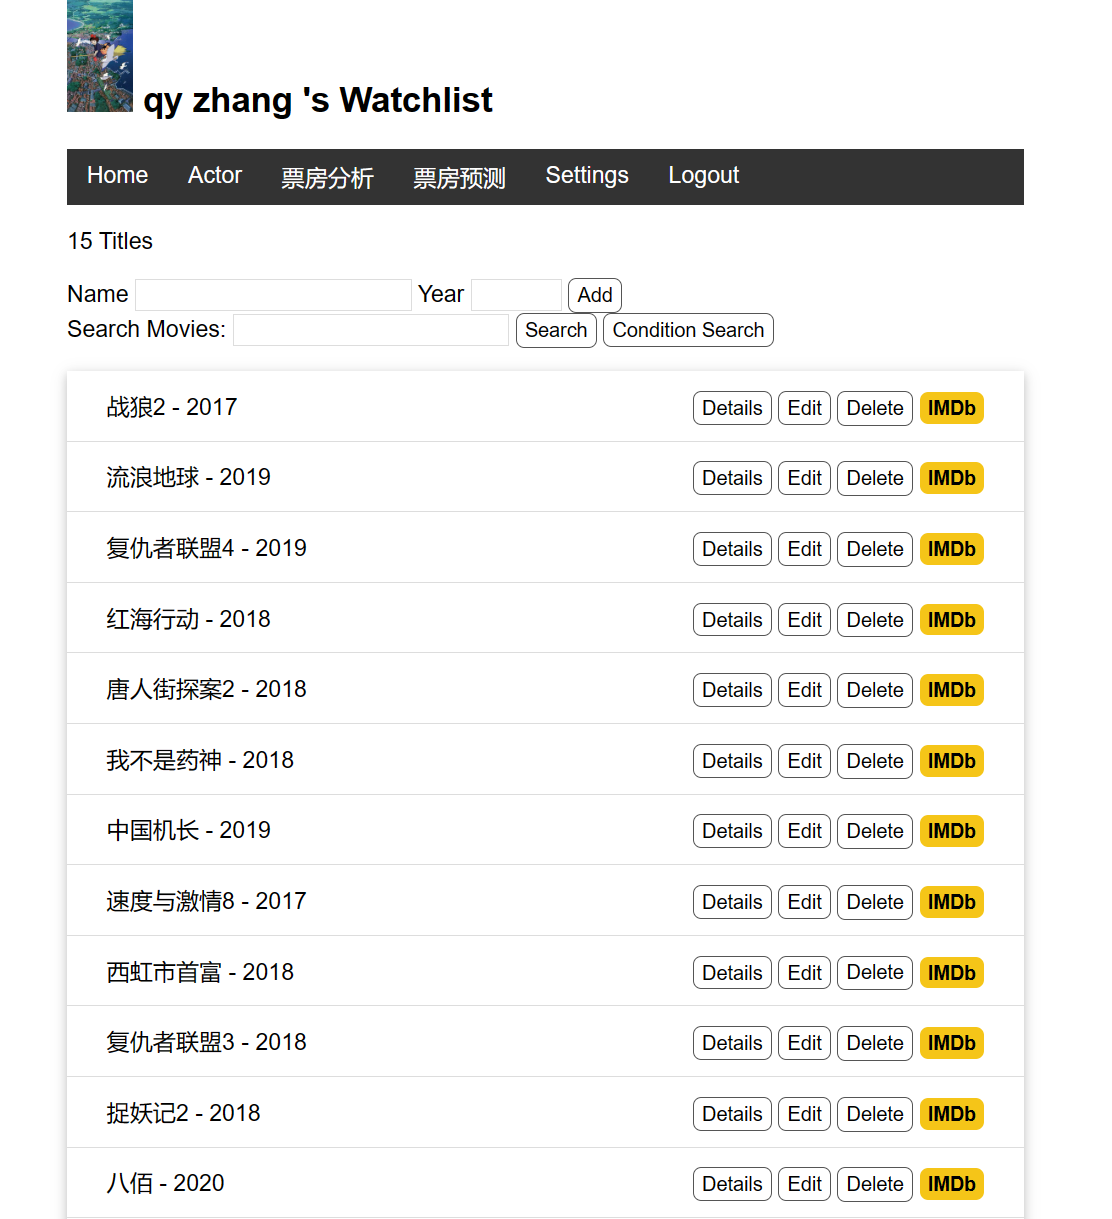 qy zhang 's Watchlist
Home Actor 票房分析 票房预测 Settings Logout
15 Titles
Name Year Add
Search Movies: Search Condition Search
战狼2 - 2017 Details Edit Delete IMDb
流浪地球 - 2019 Details Edit Delete IMDb
复仇者联盟4 - 2019 Details Edit Delete IMDb
红海行动 - 2018 Details Edit Delete IMDb
唐人街探案2 - 2018 Details Edit Delete IMDb
我不是药神 - 2018 Details Edit Delete IMDb
中国机长 - 2019 Details Edit Delete IMDb
速度与激情8 - 2017 Details Edit Delete IMDb
西虹市首富 - 2018 Details Edit Delete IMDb
复仇者联盟3 - 2018 Details Edit Delete IMDb
捉妖记2 - 2018 Details Edit Delete IMDb
八佰 - 2020 Details Edit Delete IMDb